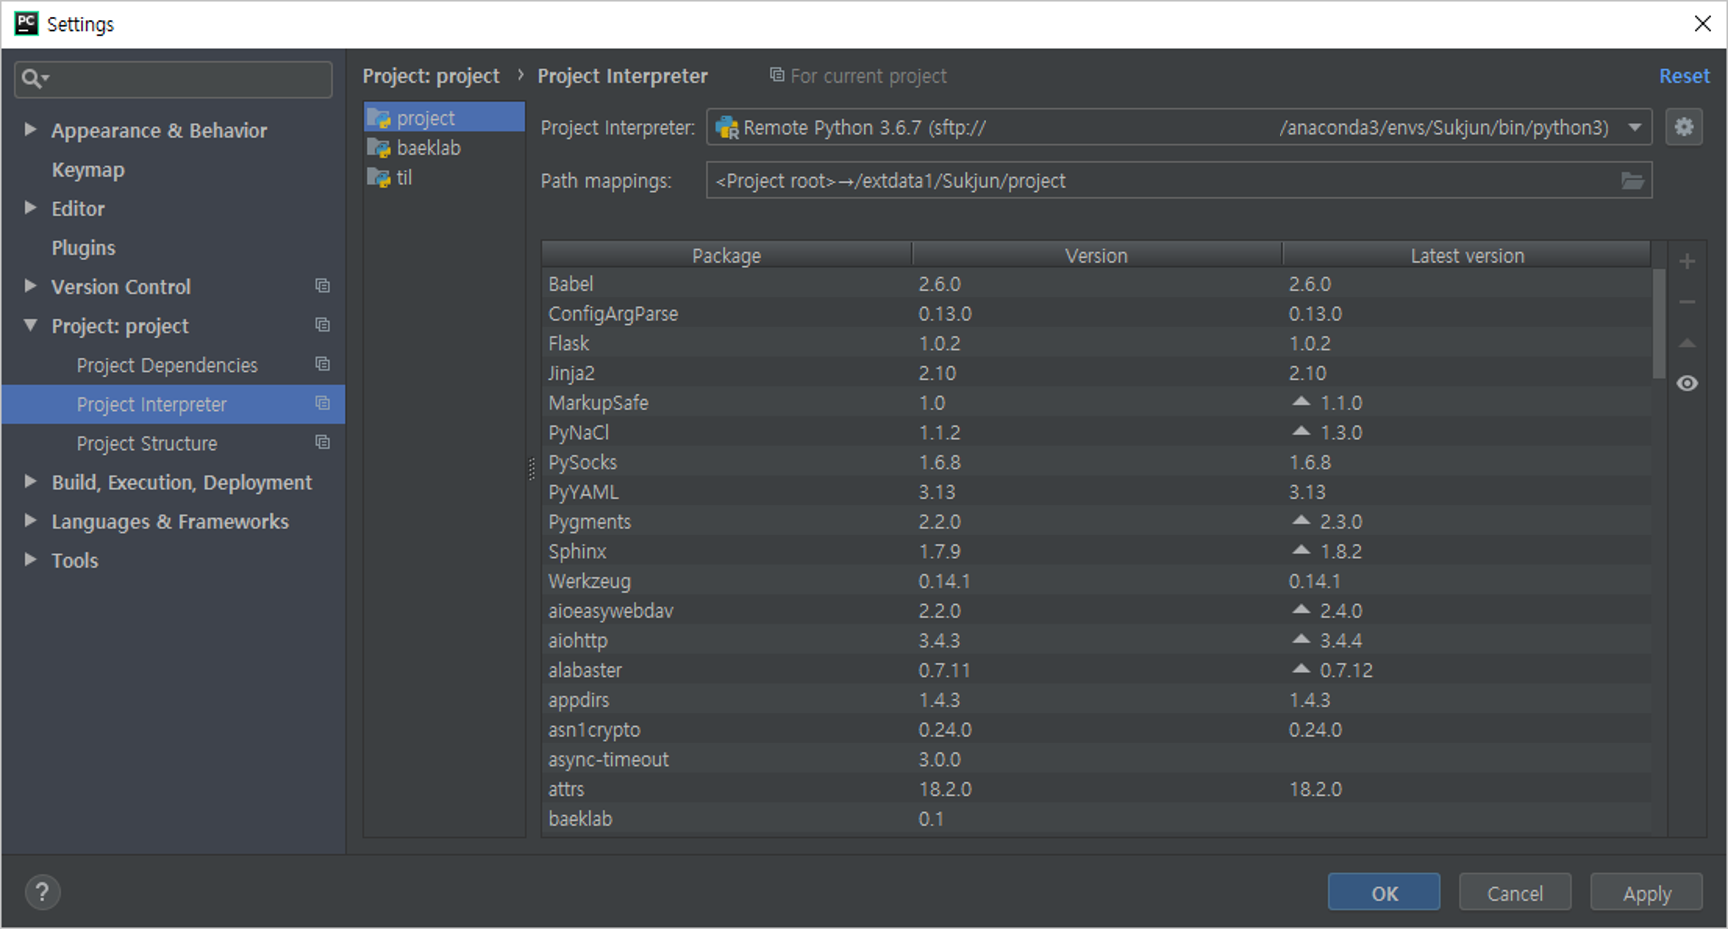 PC Settings
Project: project › Project Interpreter For current project Reset
Appearance & Behavior
Keymap
Editor
Plugins
Version Control
Project: project
Project Dependencies
Project Interpreter
Project Structure
Build, Execution, Deployment
Languages & Frameworks
Tools
project
baeklab
til
Project Interpreter: Remote Python 3.6.7 (sftp:// /anaconda3/envs/Sukjun/bin/python3)
Path mappings: <Project root>→/extdata1/Sukjun/project
Package Version Latest version
Babel 2.6.0 2.6.0
ConfigArgParse 0.13.0 0.13.0
Flask 1.0.2 1.0.2
Jinja2 2.10 2.10
MarkupSafe 1.0 1.1.0
PyNaCl 1.1.2 1.3.0
PySocks 1.6.8 1.6.8
PyYAML 3.13 3.13
Pygments 2.2.0 2.3.0
Sphinx 1.7.9 1.8.2
Werkzeug 0.14.1 0.14.1
aioeasywebdav 2.2.0 2.4.0
aiohttp 3.4.3 3.4.4
alabaster 0.7.11 0.7.12
appdirs 1.4.3 1.4.3
asn1crypto 0.24.0 0.24.0
async-timeout 3.0.0
attrs 18.2.0 18.2.0
baeklab 0.1
? OK Cancel Apply